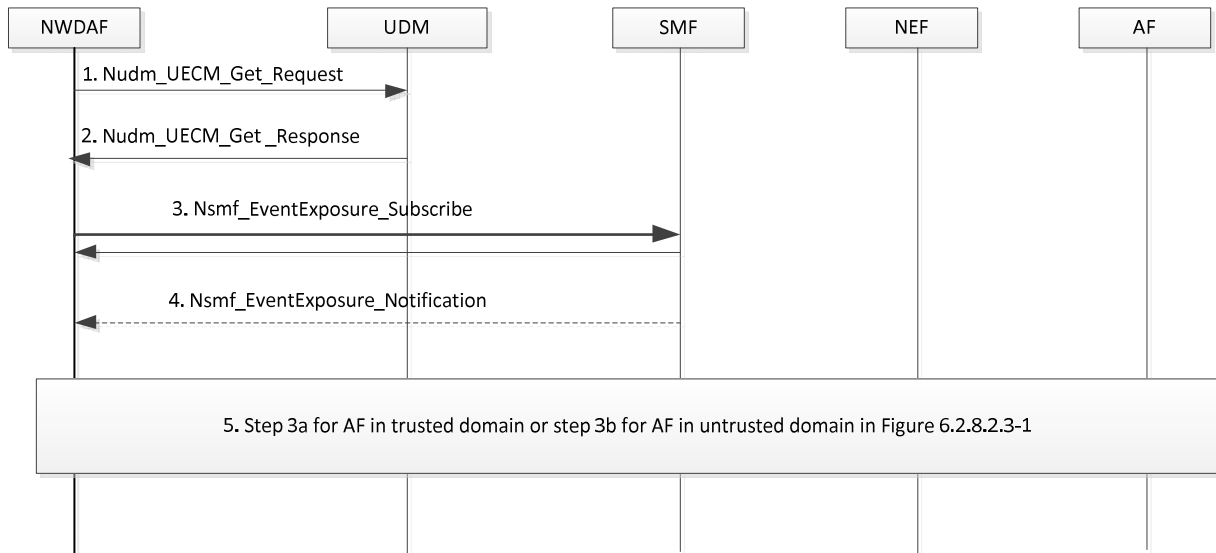 NWDAF
UDM
SMF
NEF
AF
1. Nudm_UECM_Get_Request
2. Nudm_UECM_Get _Response
3. Nsmf_EventExposure_Subscribe
4. Nsmf_EventExposure_Notification
5. Step 3a for AF in trusted domain or step 3b for AF in untrusted domain in Figure 6.2.8.2.3-1